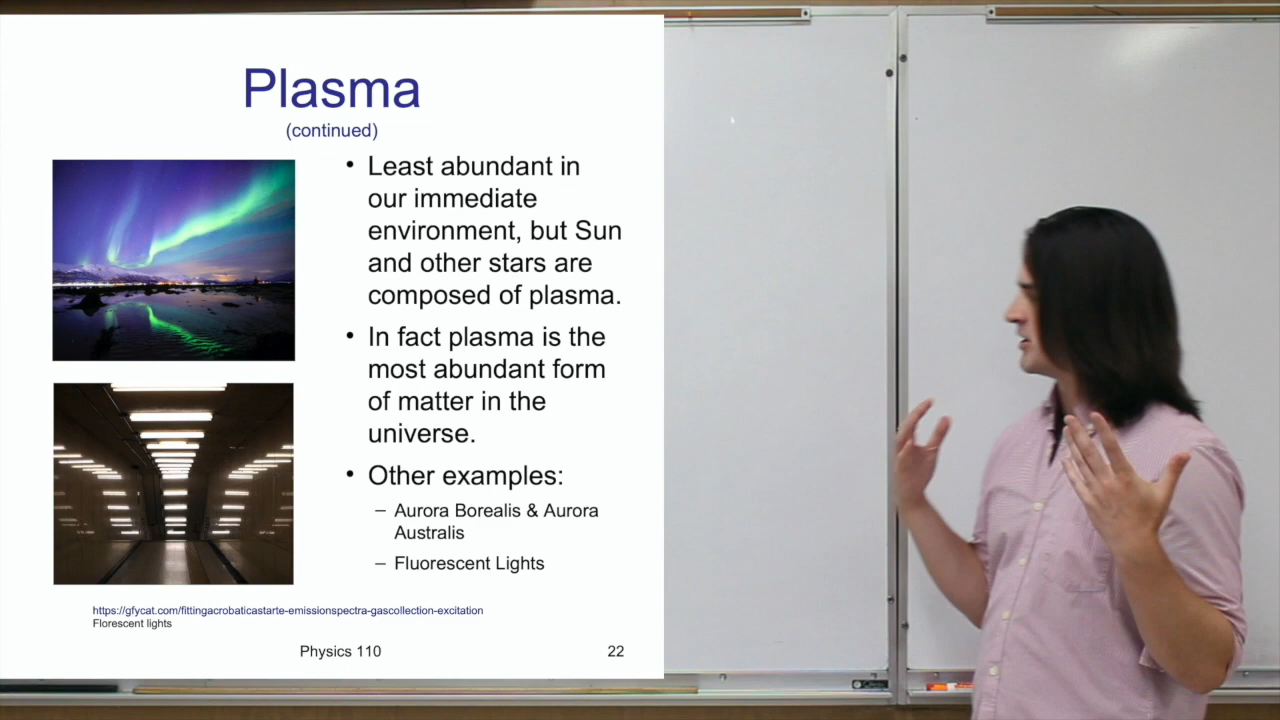 Plasma
(continued)
• Least abundant in
our immediate
environment, but Sun
and other stars are
composed of plasma.
• In fact plasma is the
most abundant form
of matter in the
universe.
• Other examples:
– Aurora Borealis & Aurora
Australis
– Fluorescent Lights
https://gfycat.com/fittingacrobaticastarte-emissionspectra-gascollection-excitation
Florescent lights
Physics 110
22